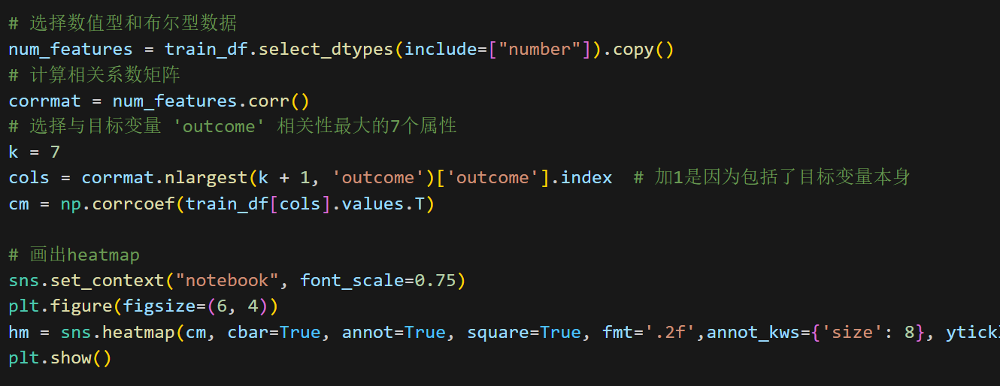 # 选择数值型和布尔型数据
num_features = train_df.select_dtypes(include=["number"]).copy()
# 计算相关系数矩阵
corrmat = num_features.corr()
# 选择与目标变量 'outcome' 相关性最大的7个属性
k = 7
cols = corrmat.nlargest(k + 1, 'outcome')['outcome'].index  # 加1是因为包括了目标变量本身
cm = np.corrcoef(train_df[cols].values.T)
# 画出heatmap
sns.set_context("notebook", font_scale=0.75)
plt.figure(figsize=(6, 4))
hm = sns.heatmap(cm, cbar=True, annot=True, square=True, fmt='.2f',annot_kws={'size': 8},
plt.show()